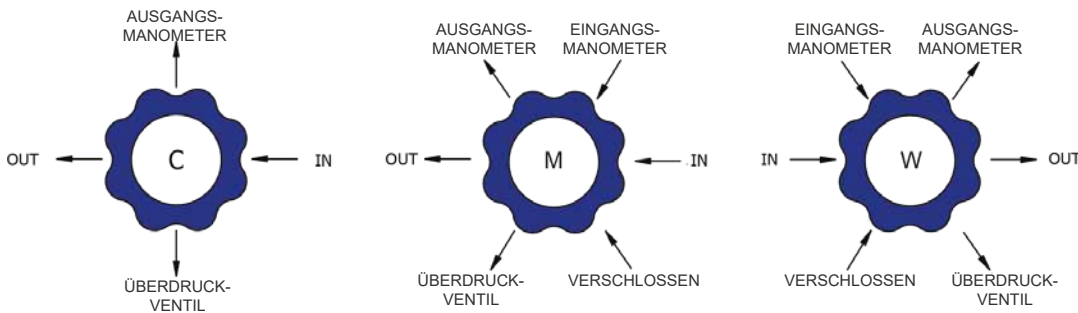 AUSGANGS-
MANOMETER
OUT
C
IN
ÜBERDRUCK-
VENTIL
AUSGANGS-
MANOMETER
EINGANGS-
MANOMETER
OUT
M
IN
ÜBERDRUCK-
VENTIL
VERSCHLOSSEN
EINGANGS-
MANOMETER
AUSGANGS-
MANOMETER
IN
W
OUT
VERSCHLOSSEN
ÜBERDRUCK-
VENTIL